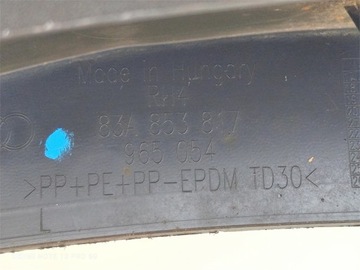 Made in Hungary
83A 853 817
965 054
>PP+PE+PP-EPDM TD30<
L